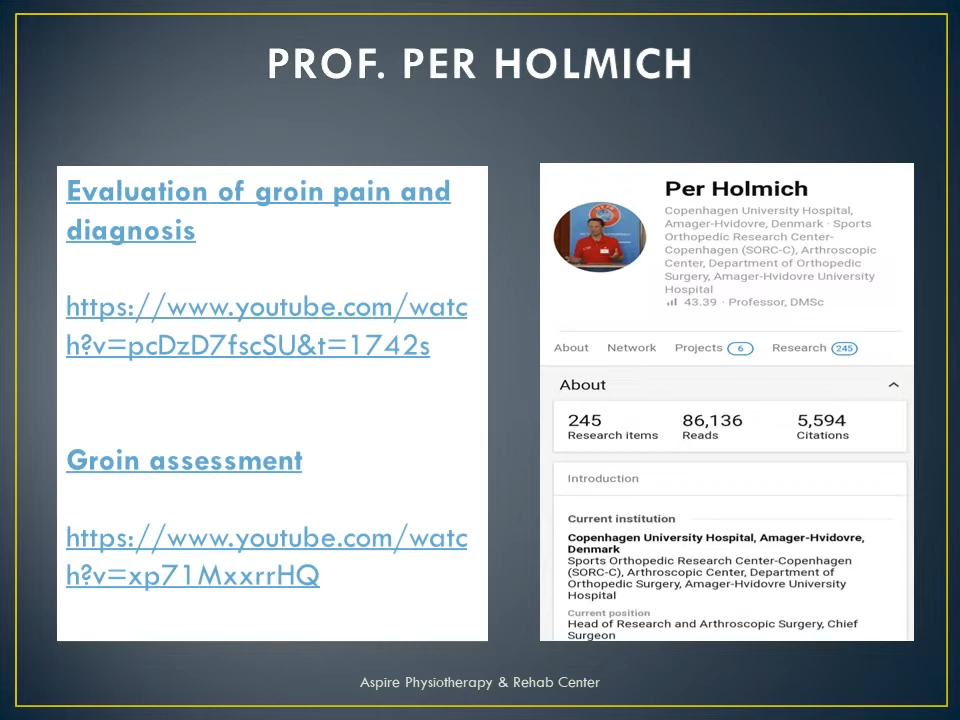 PROF. PER HOLMICH
Evaluation of groin pain and
diagnosis
https://www.youtube.com/watc
h?v=pcDzD7fscSU&t=1742s
Groin assessment
https://www.youtube.com/watc
h?v=xp71MxxrrHQ
Per Holmich
Copenhagen University Hospital,
Amager-Hvidovre, Denmark · Sports
Orthopedic Research Center-
Copenhagen (SORC-C), Arthroscopic
Center, Department of Orthopedic
Surgery, Amager-Hvidovre University
Hospital
43.39 · Professor, DMSc
About Network Projects 6 Research 245
About
245 86,136 5,594
Research items Reads Citations
Introduction
Current institution
Copenhagen University Hospital, Amager-Hvidovre,
Denmark
Sports Orthopedic Research Center-Copenhagen
(SORC-C), Arthroscopic Center, Department of
Orthopedic Surgery, Amager-Hvidovre University
Hospital
Current position
Head of Research and Arthroscopic Surgery, Chief
Surgeon
Aspire Physiotherapy & Rehab Center